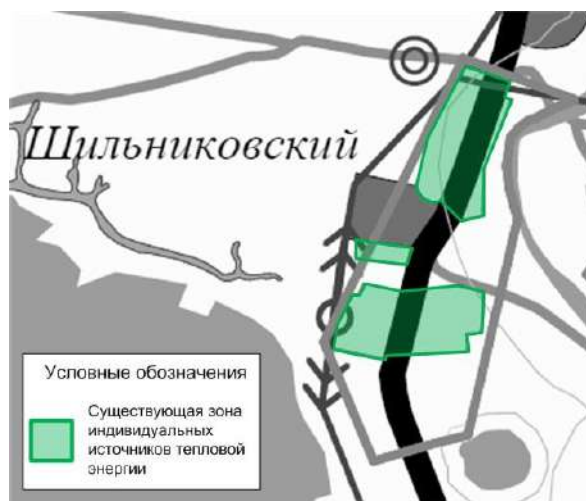 Шильниковский
Условные обозначения
Существующая зона
индивидуальных
источников тепловой
энергии